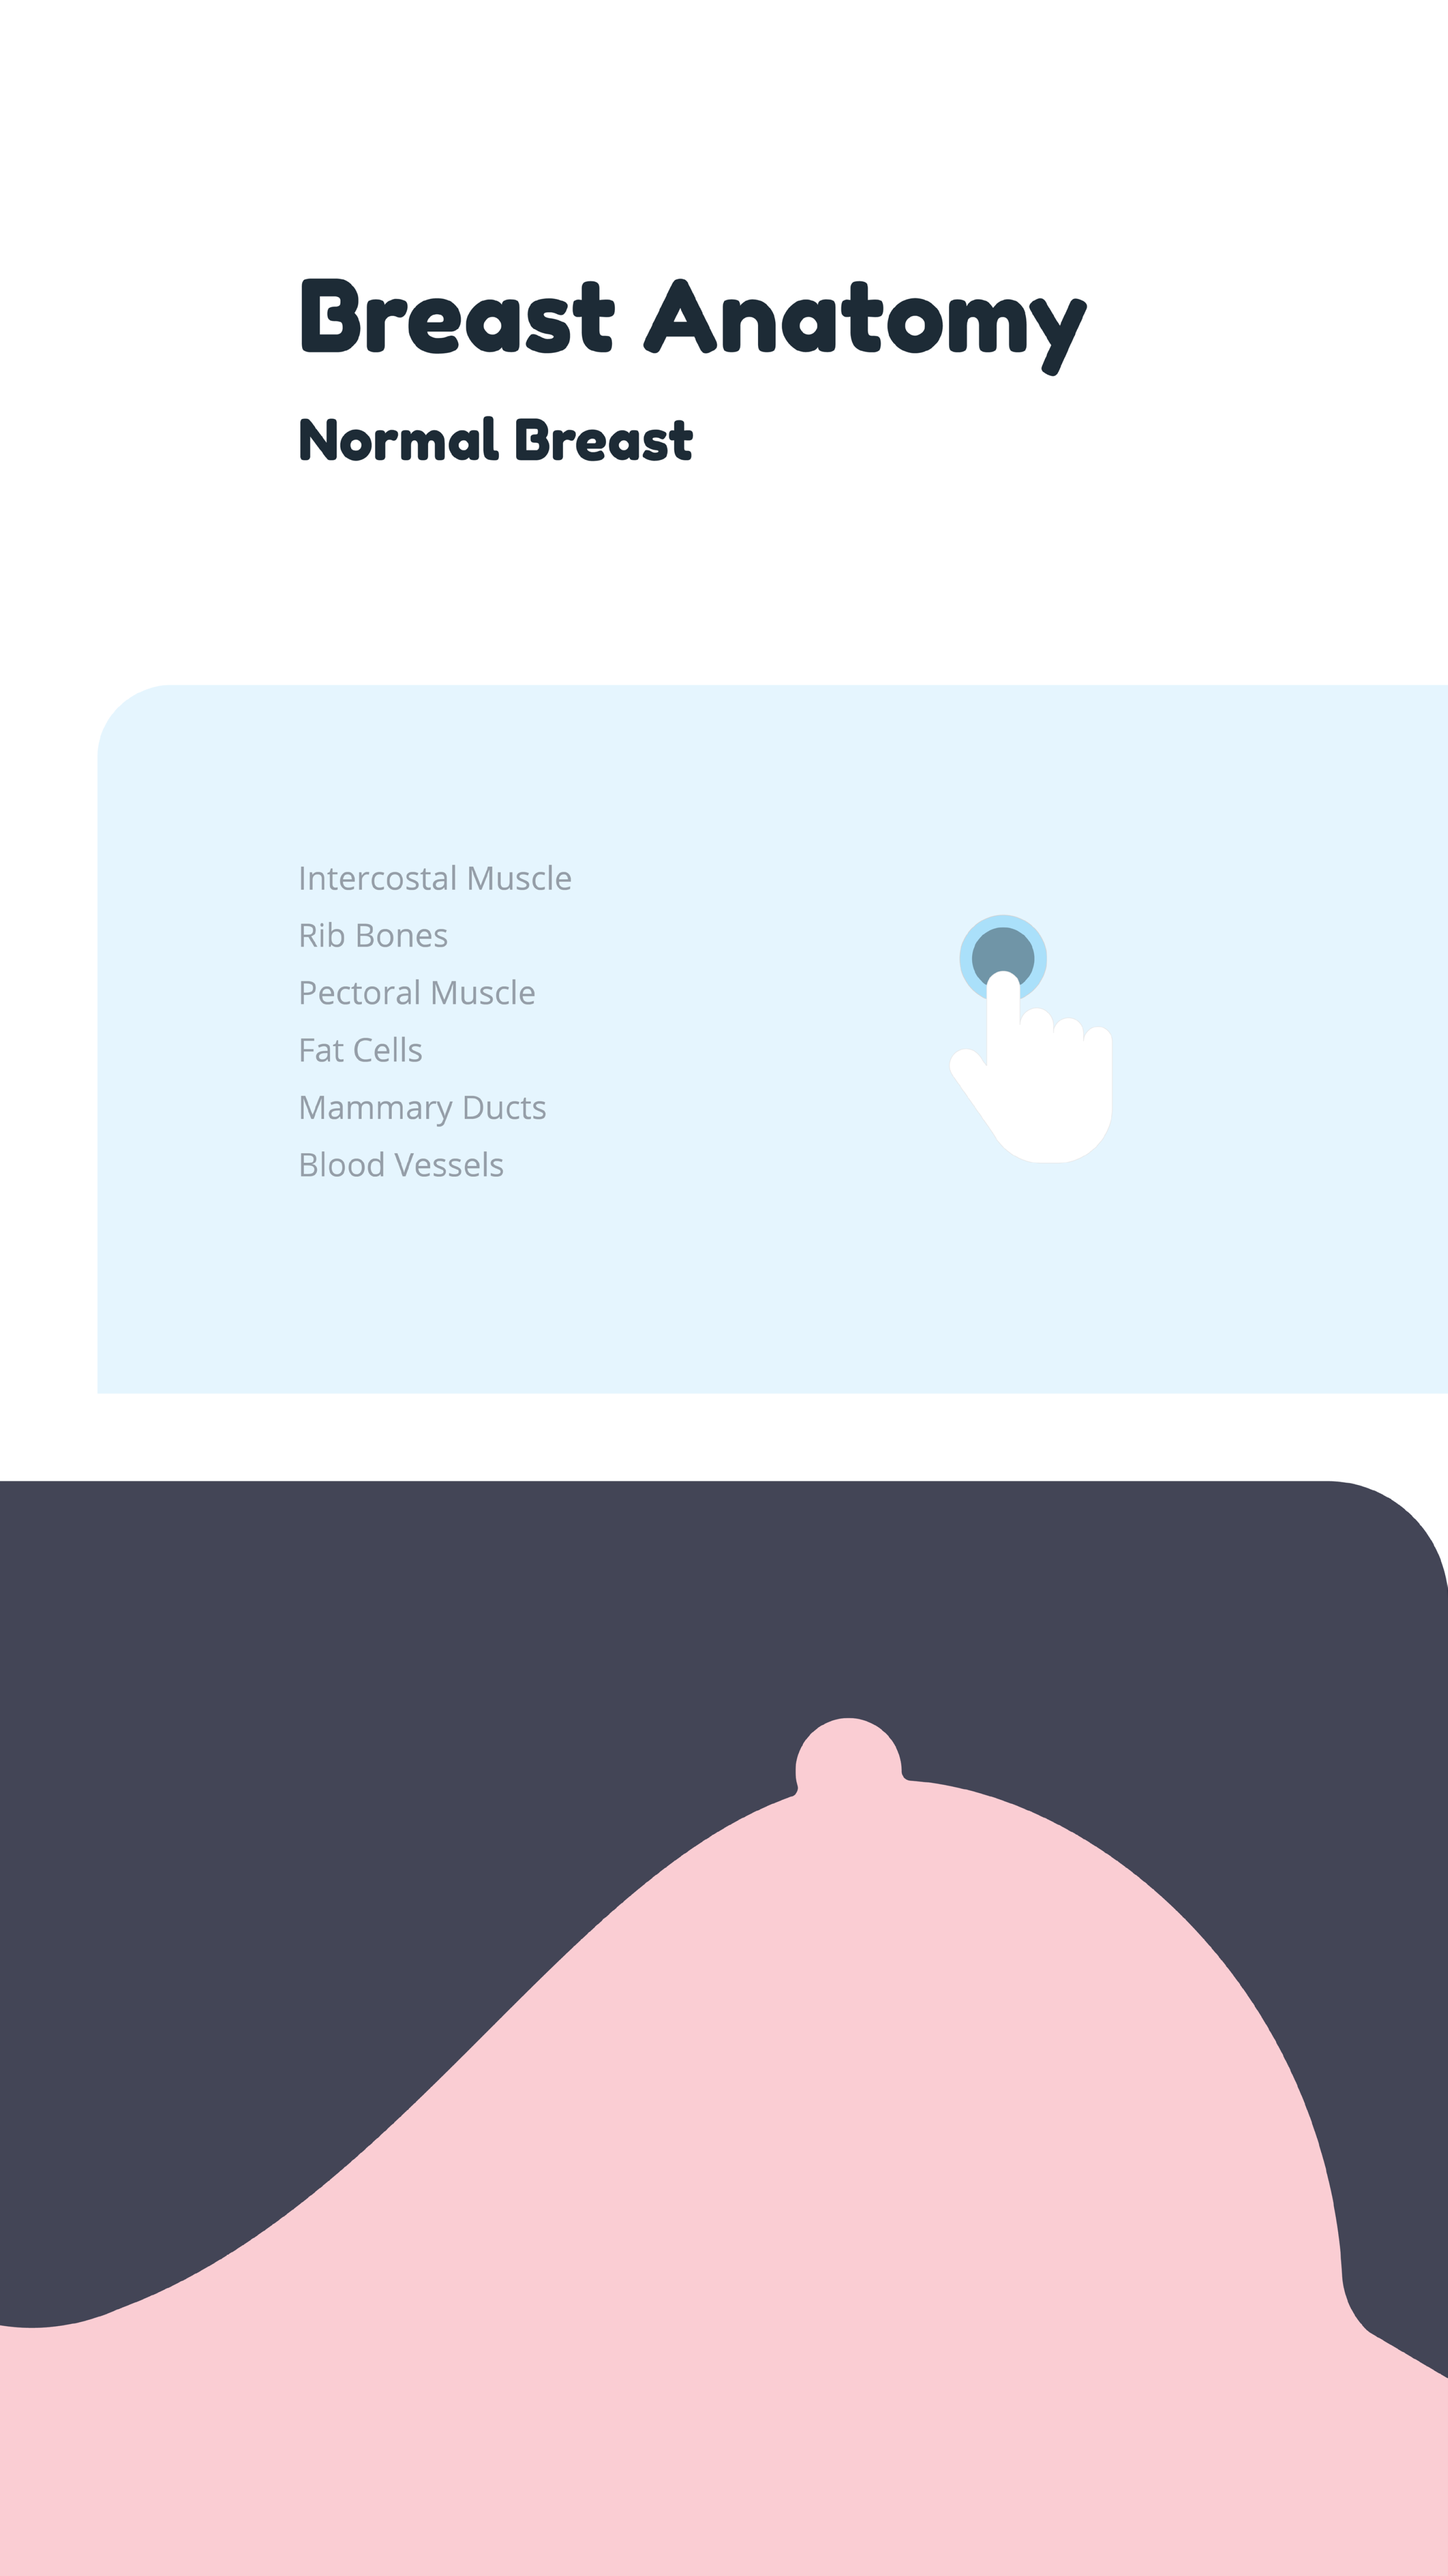 Breast Anatomy
Normal Breast
Intercostal Muscle
Rib Bones
Pectoral Muscle
Fat Cells
Mammary Ducts
Blood Vessels